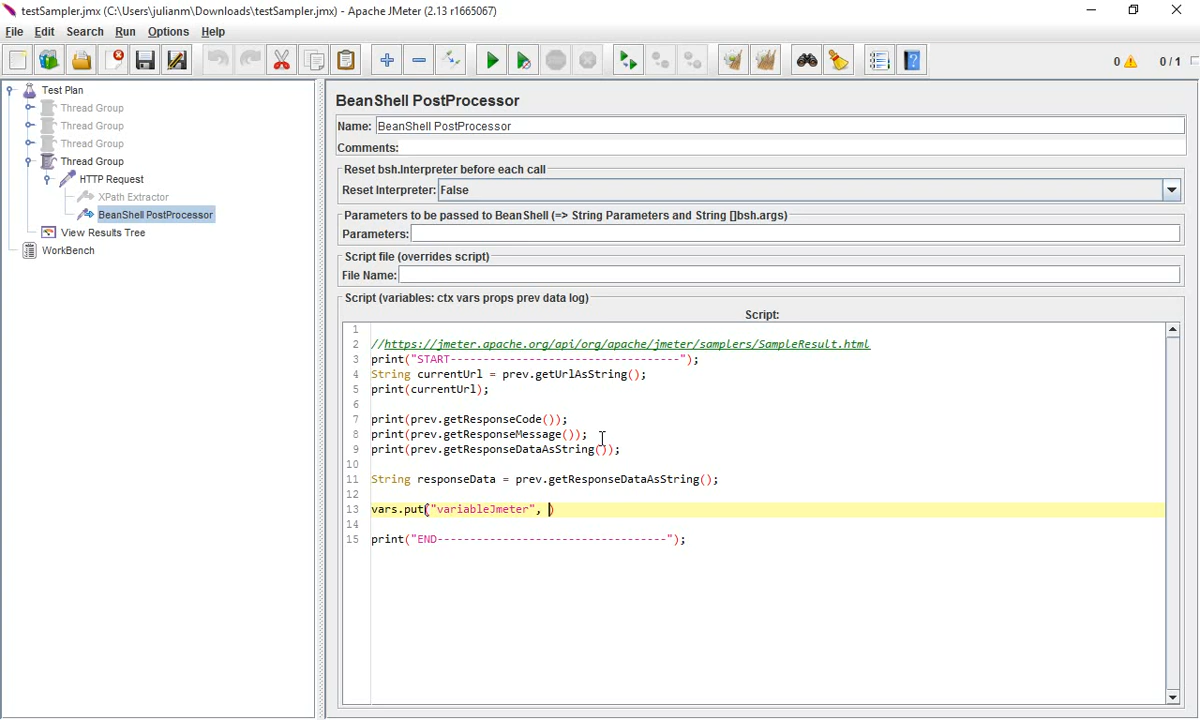 testSampler.jmx (C:\Users\julianm\Downloads\testSampler.jmx) - Apache JMeter (2.13 r1665067)
File Edit Search Run Options Help
0 0/1
Test Plan
Thread Group
Thread Group
Thread Group
Thread Group
HTTP Request
XPath Extractor
BeanShell PostProcessor
View Results Tree
WorkBench
BeanShell PostProcessor
Name: BeanShell PostProcessor
Comments:
Reset bsh.Interpreter before each call
Reset Interpreter: False
Parameters to be passed to BeanShell (=> String Parameters and String []bsh.args)
Parameters:
Script file (overrides script)
File Name:
Script (variables: ctx vars props prev data log)
Script:
1
2 //https://jmeter.apache.org/api/org/apache/jmeter/samplers/SampleResult.html
3 print("START-----------------------------------");
4 String currentUrl = prev.getUrlAsString();
5 print(currentUrl);
6
7 print(prev.getResponseCode());
8 print(prev.getResponseMessage());
9 print(prev.getResponseDataAsString());
10
11 String responseData = prev.getResponseDataAsString();
12
13 vars.put("variableJmeter", )
14
15 print("END-----------------------------------");